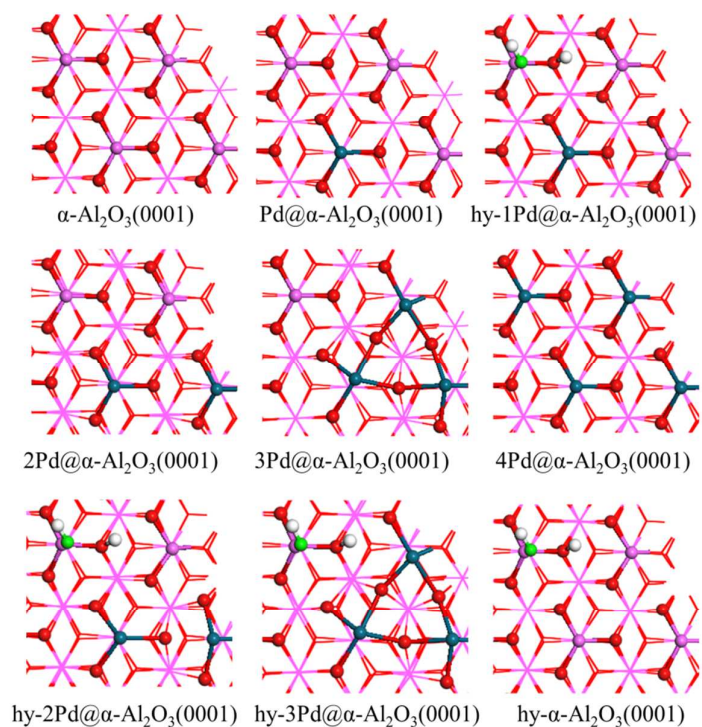 α-Al₂O₃(0001)
Pd@α-Al₂O₃(0001)
hy-1Pd@α-Al₂O₃(0001)
2Pd@α-Al₂O₃(0001)
3Pd@α-Al₂O₃(0001)
4Pd@α-Al₂O₃(0001)
hy-2Pd@α-Al₂O₃(0001)
hy-3Pd@α-Al₂O₃(0001)
hy-α-Al₂O₃(0001)